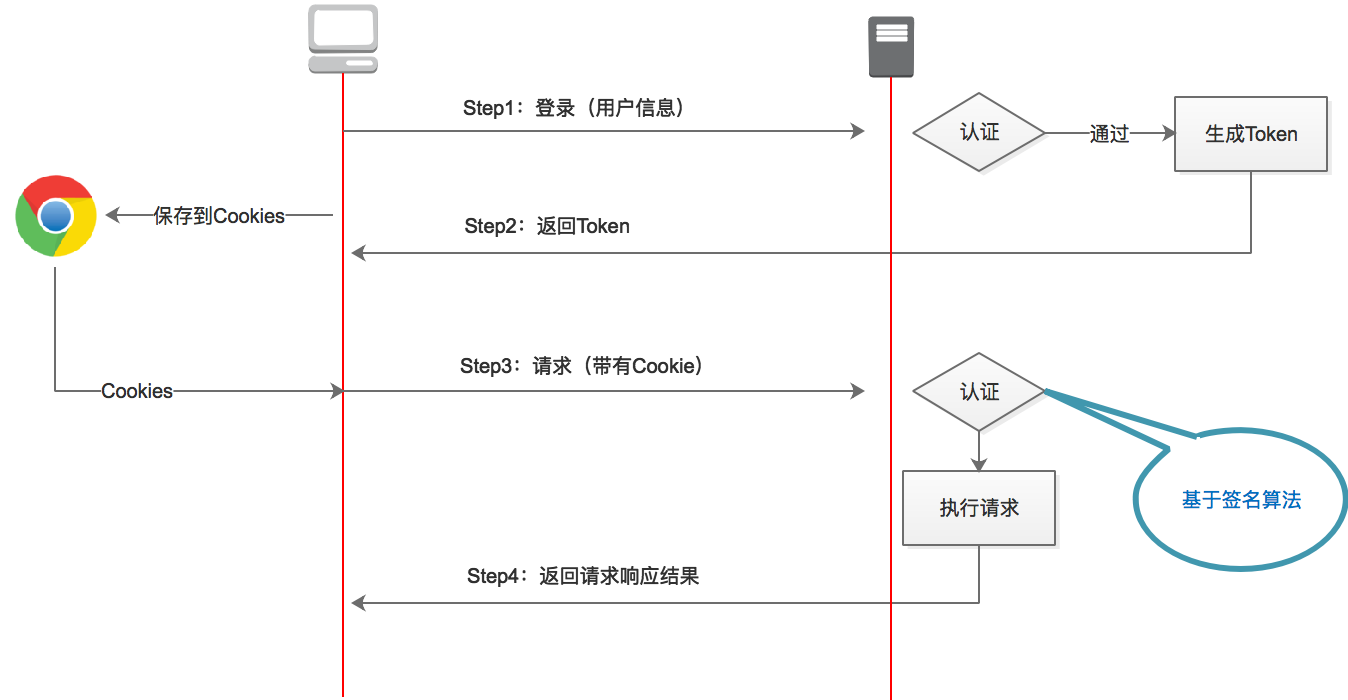 Step1：登录（用户信息）
认证
通过
生成Token
保存到Cookies
Step2：返回Token
Step3：请求（带有Cookie）
认证
Cookies
基于签名算法
执行请求
Step4：返回请求响应结果